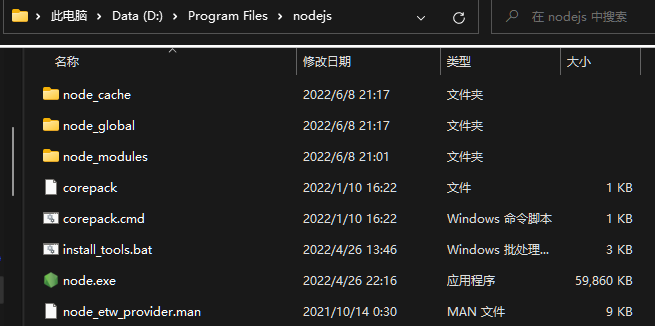 此电脑 Data (D:) Program Files nodejs 在 nodejs 中搜索
名称 修改日期 类型 大小
node_cache 2022/6/8 21:17 文件夹
node_global 2022/6/8 21:17 文件夹
node_modules 2022/6/8 21:01 文件夹
corepack 2022/1/10 16:22 文件 1 KB
corepack.cmd 2022/1/10 16:22 Windows 命令脚本 1 KB
install_tools.bat 2022/4/26 13:46 Windows 批处理... 3 KB
node.exe 2022/4/26 22:16 应用程序 59,860 KB
node_etw_provider.man 2021/10/14 0:30 MAN 文件 9 KB